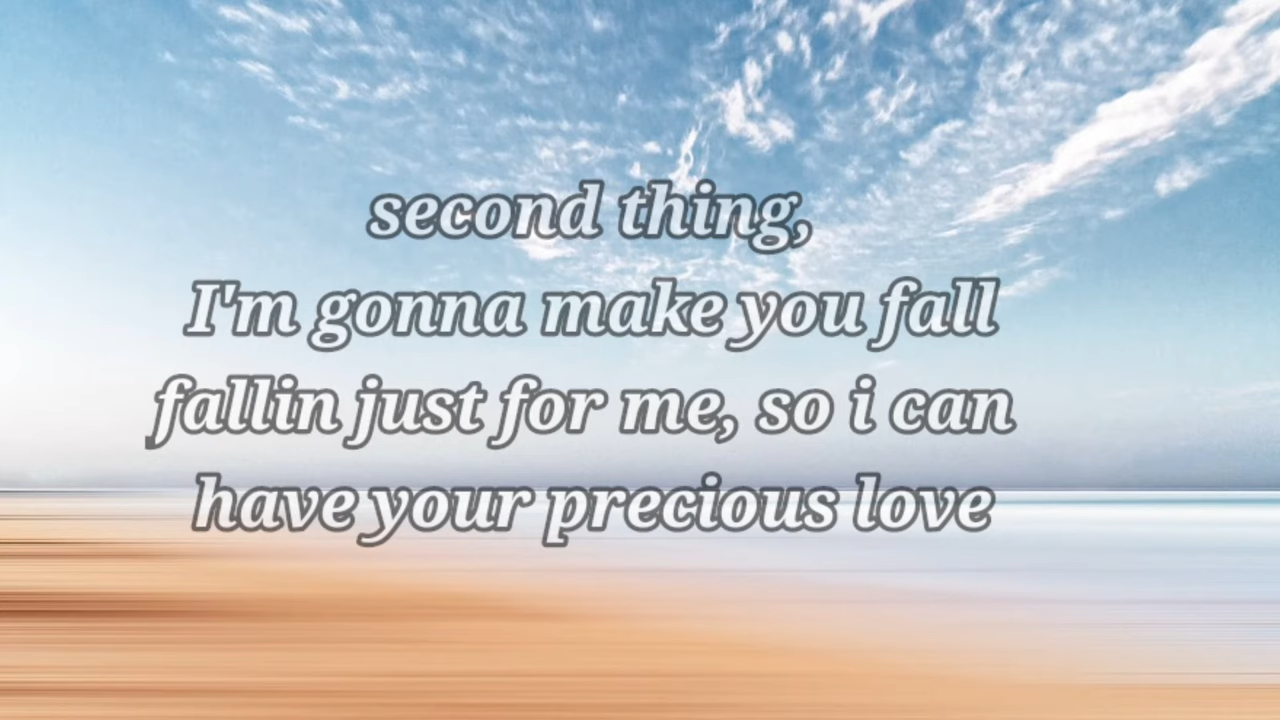 second thing,
I'm gonna make you fall
fallin just for me, so i can
have your precious love